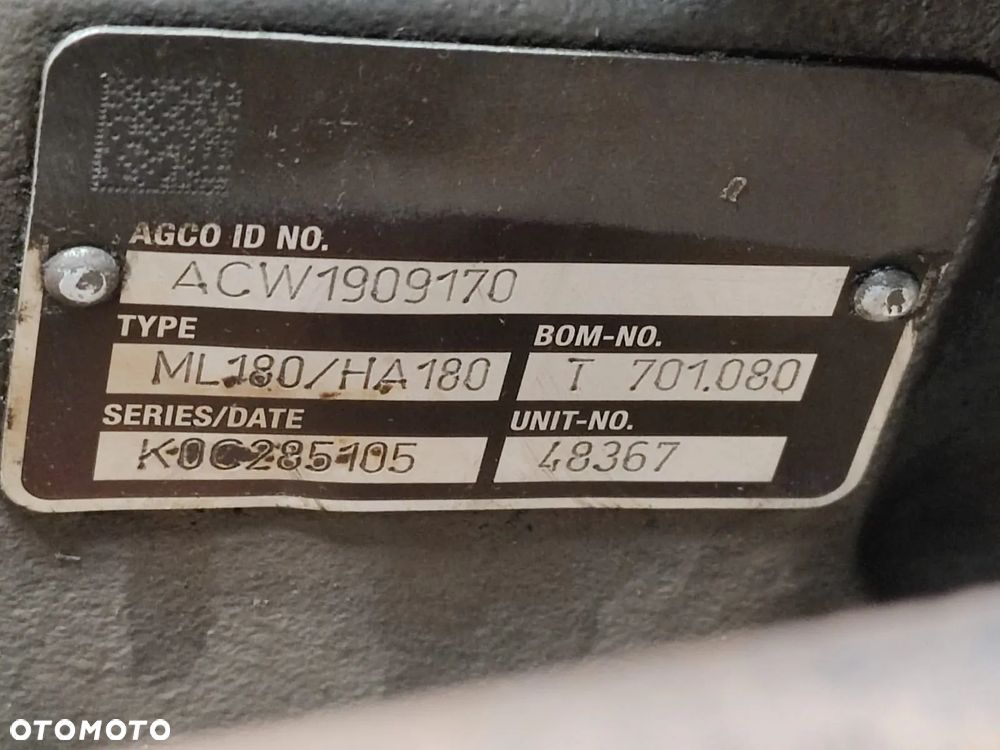 AGCO ID NO.
ACW1909170
TYPE BOM-NO.
ML180/HA180 T 701.080
SERIES/DATE UNIT-NO.
K0C285105 48367
OTOMOTO